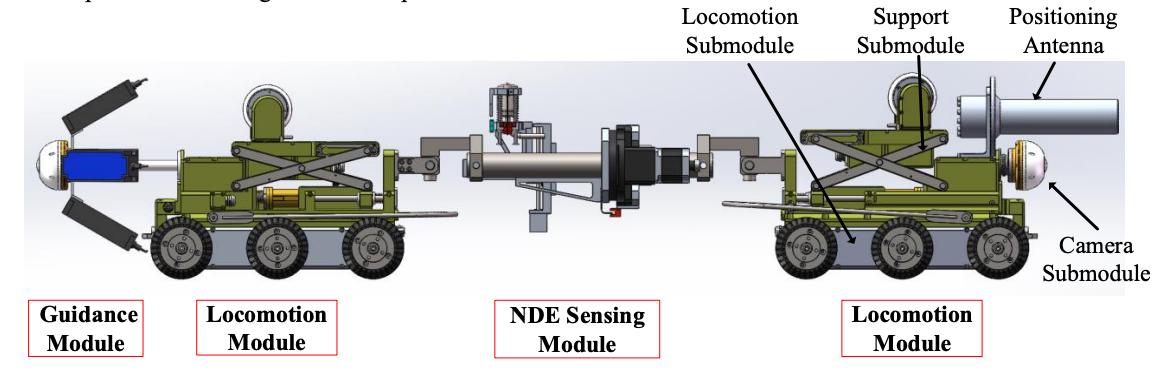 Locomotion
Submodule
Support
Submodule
Positioning
Antenna
Camera
Submodule
Guidance
Module
Locomotion
Module
NDE Sensing
Module
Locomotion
Module